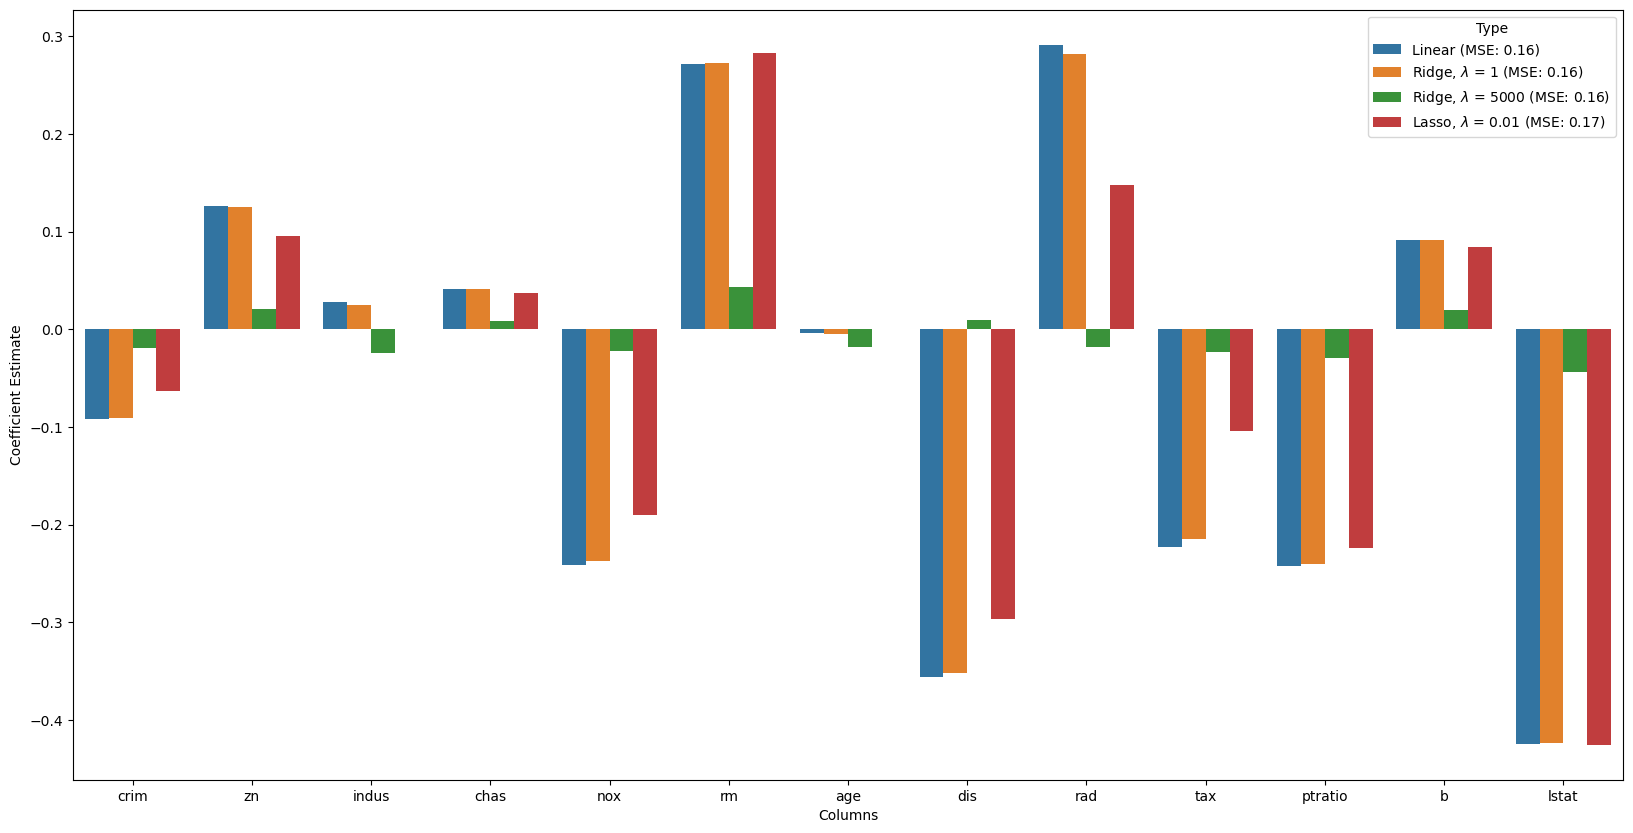 Type
Linear (MSE: 0.16)
Ridge, λ = 1 (MSE: 0.16)
Ridge, λ = 5000 (MSE: 0.16)
Lasso, λ = 0.01 (MSE: 0.17)
Coefficient Estimate
0.3
0.2
0.1
0.0
−0.1
−0.2
−0.3
−0.4
crim zn indus chas nox rm age dis rad tax ptratio b lstat
Columns